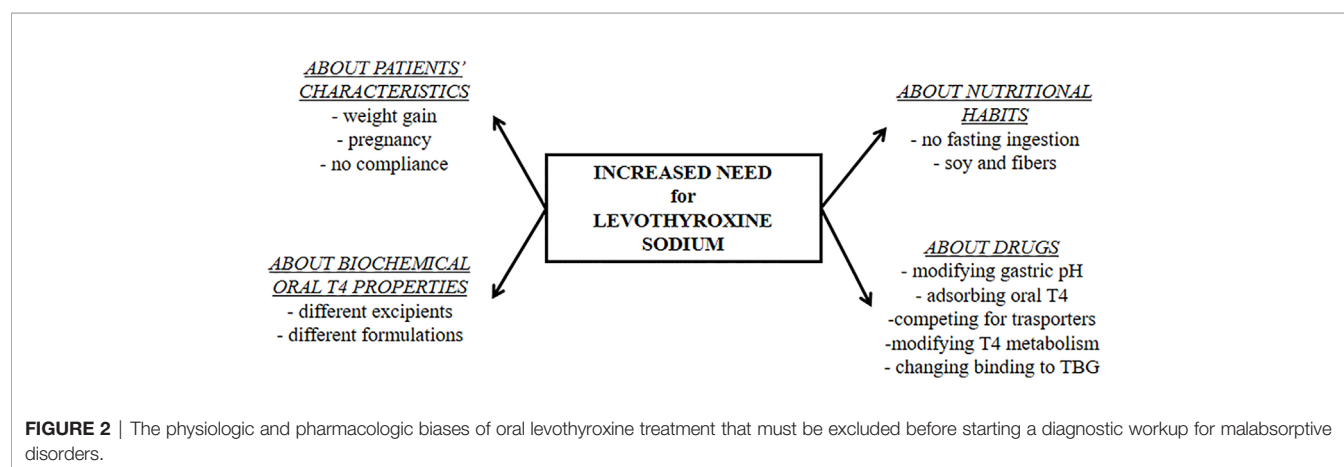 ABOUT PATIENTS'
CHARACTERISTICS
- weight gain
- pregnancy
- no compliance
ABOUT BIOCHEMICAL
ORAL T4 PROPERTIES
- different excipients
- different formulations
INCREASED NEED
for
LEVOTHYROXINE
SODIUM
ABOUT NUTRITIONAL
HABITS
- no fasting ingestion
- soy and fibers
ABOUT DRUGS
- modifying gastric pH
- adsorbing oral T4
-competing for trasporters
-modifying T4 metabolism
- changing binding to TBG
FIGURE 2 | The physiologic and pharmacologic biases of oral levothyroxine treatment that must be excluded before starting a diagnostic workup for malabsorptive
disorders.